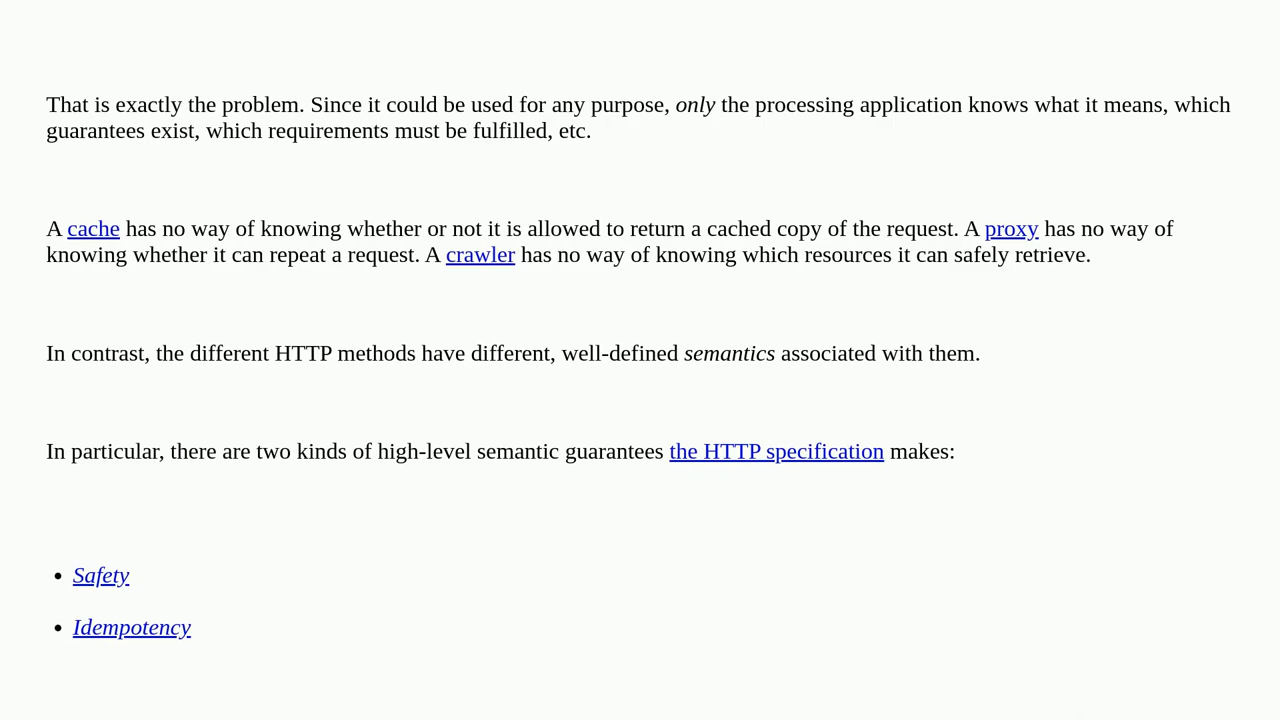 That is exactly the problem. Since it could be used for any purpose, only the processing application knows what it means, which
guarantees exist, which requirements must be fulfilled, etc.
A cache has no way of knowing whether or not it is allowed to return a cached copy of the request. A proxy has no way of
knowing whether it can repeat a request. A crawler has no way of knowing which resources it can safely retrieve.
In contrast, the different HTTP methods have different, well-defined semantics associated with them.
In particular, there are two kinds of high-level semantic guarantees the HTTP specification makes:
• Safety
• Idempotency